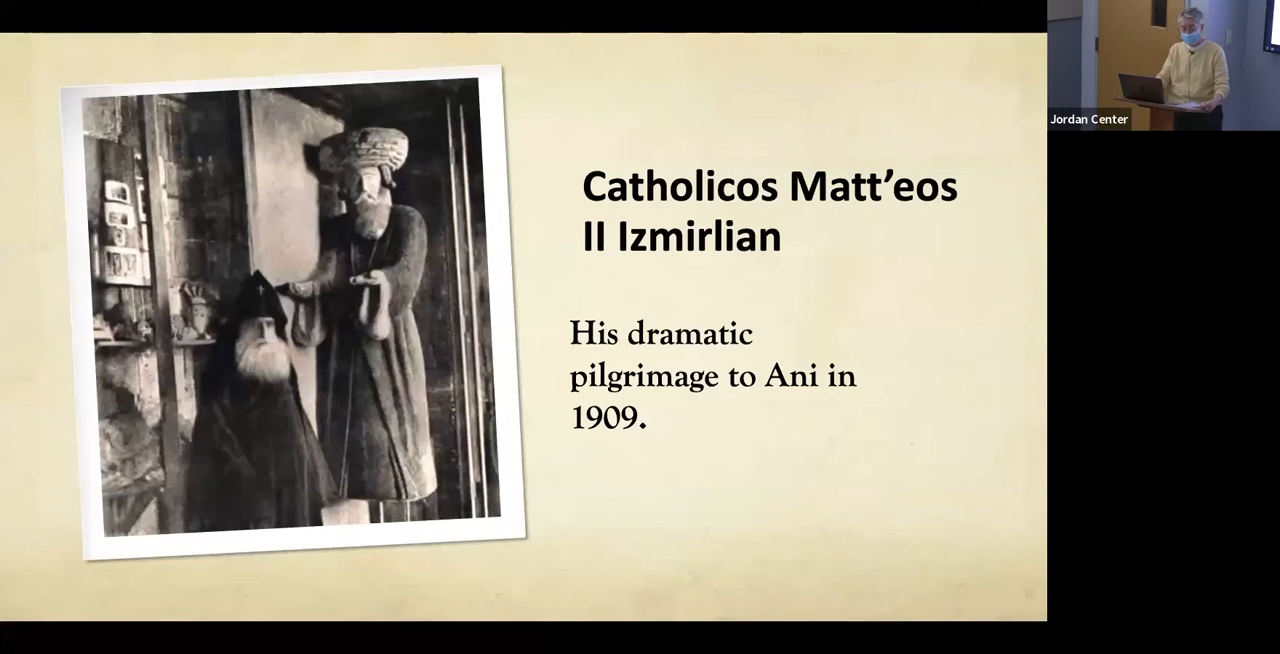 Catholicos Matt’eos
II Izmirlian
His dramatic
pilgrimage to Ani in
1909.
Jordan Center